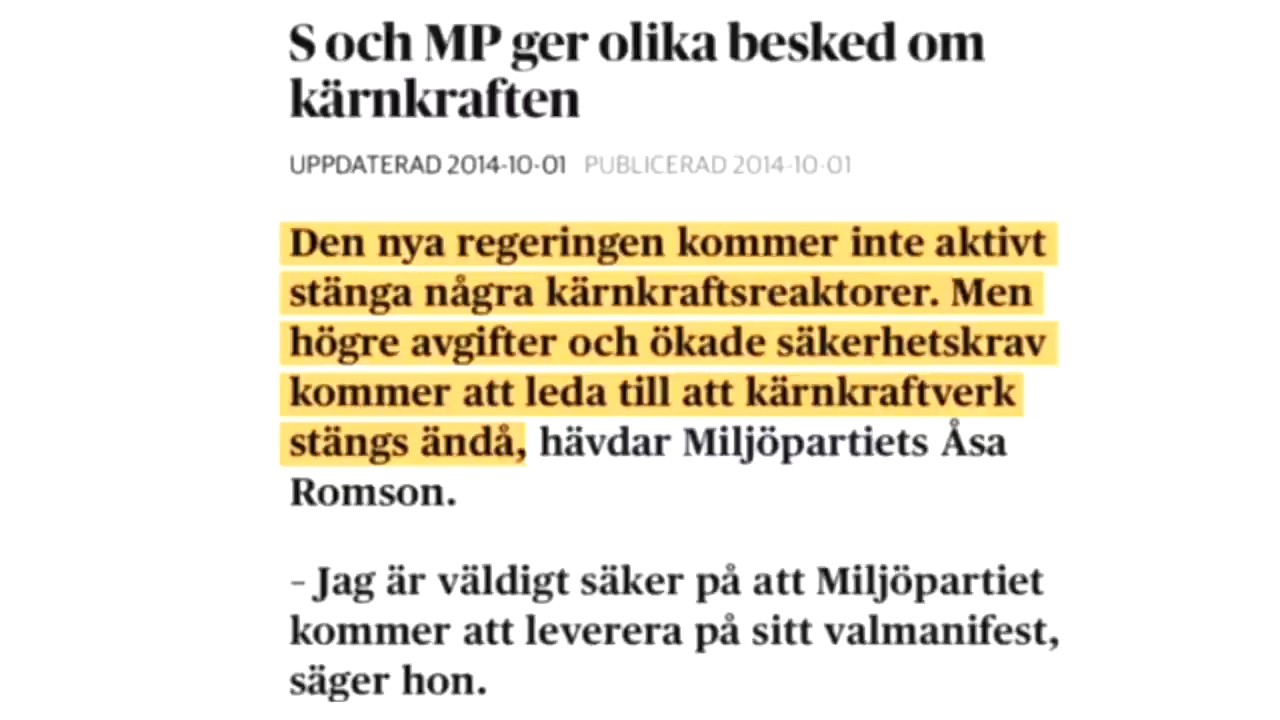 S och MP ger olika besked om
kärnkraften
UPPDATERAD 2014-10-01 PUBLICERAD 2014-10-01
Den nya regeringen kommer inte aktivt
stänga några kärnkraftsreaktorer. Men
högre avgifter och ökade säkerhetskrav
kommer att leda till att kärnkraftverk
stängs ändå, hävdar Miljöpartiets Åsa
Romson.
– Jag är väldigt säker på att Miljöpartiet
kommer att leverera på sitt valmanifest,
säger hon.